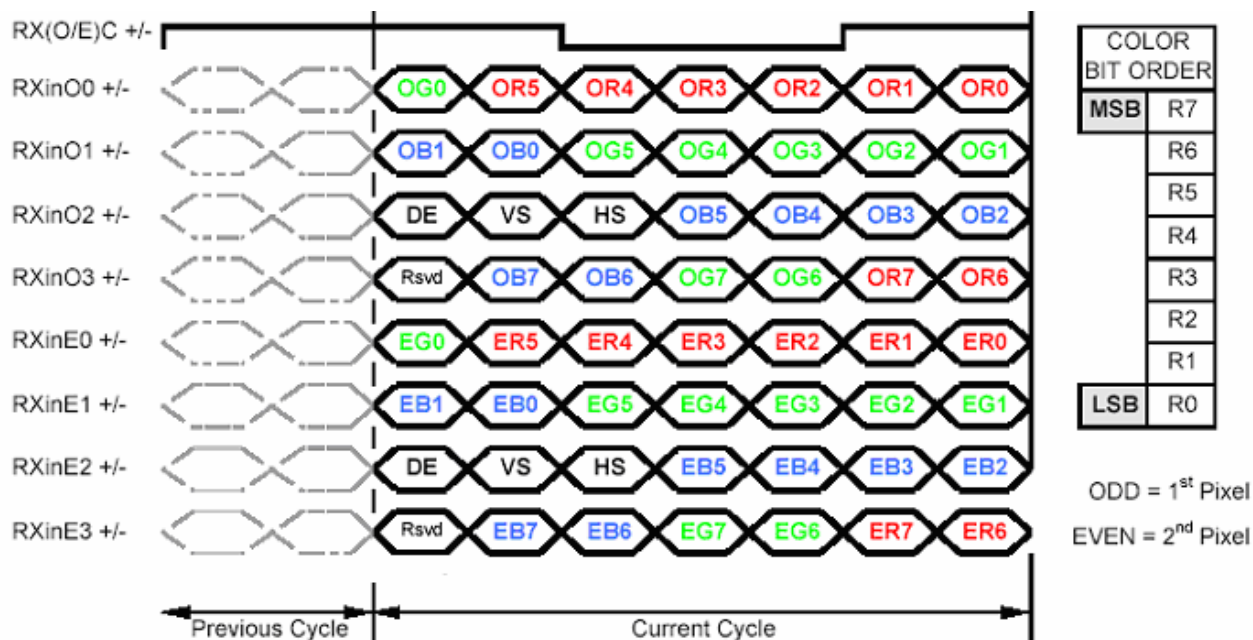 RX(O/E)C +/-
RXinO0 +/- OG0 OR5 OR4 OR3 OR2 OR1 OR0
RXinO1 +/- OB1 OB0 OG5 OG4 OG3 OG2 OG1
RXinO2 +/- DE VS HS OB5 OB4 OB3 OB2
RXinO3 +/- Rsvd OB7 OB6 OG7 OG6 OR7 OR6
RXinE0 +/- EG0 ER5 ER4 ER3 ER2 ER1 ER0
RXinE1 +/- EB1 EB0 EG5 EG4 EG3 EG2 EG1
RXinE2 +/- DE VS HS EB5 EB4 EB3 EB2
RXinE3 +/- Rsvd EB7 EB6 EG7 EG6 ER7 ER6
Previous Cycle Current Cycle
COLOR
BIT ORDER
MSB R7
R6
R5
R4
R3
R2
R1
LSB R0
ODD = 1st Pixel
EVEN = 2nd Pixel